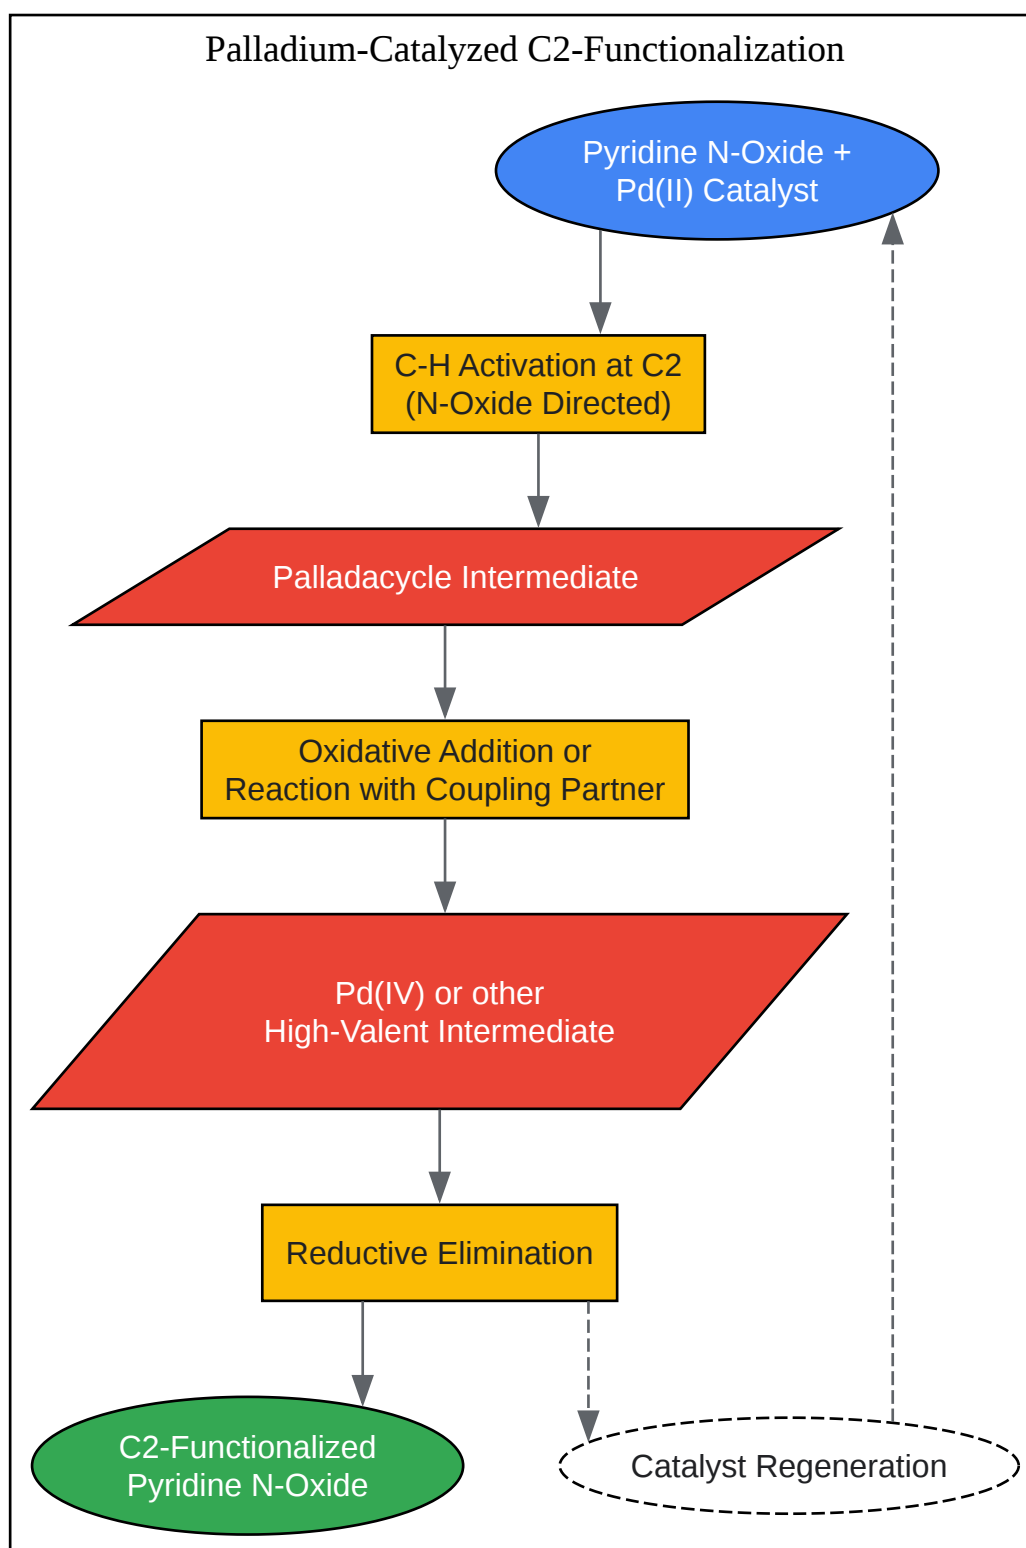 Palladium-Catalyzed C2-Functionalization
Pyridine N-Oxide +
Pd(II) Catalyst
C-H Activation at C2
(N-Oxide Directed)
Palladacycle Intermediate
Oxidative Addition or
Reaction with Coupling Partner
Pd(IV) or other
High-Valent Intermediate
Reductive Elimination
C2-Functionalized
Pyridine N-Oxide
Catalyst Regeneration